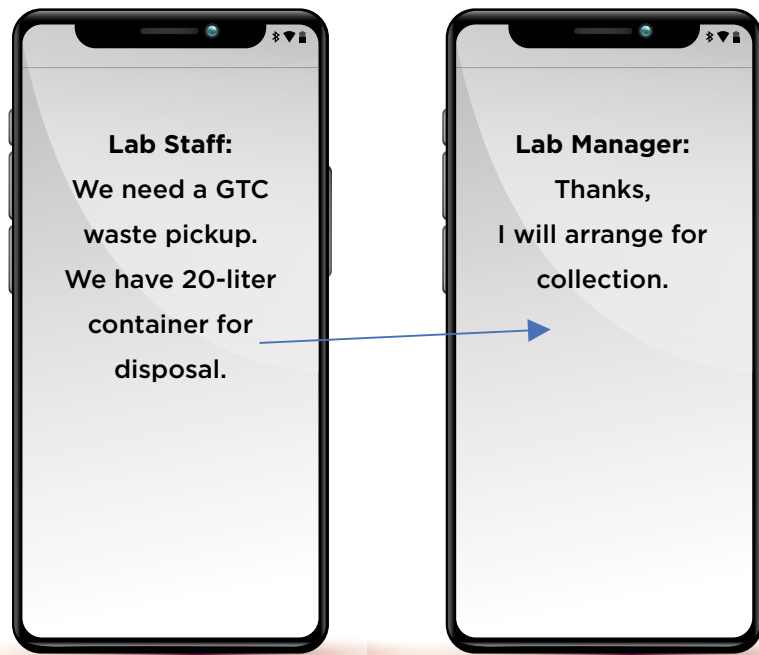 Lab Staff:
We need a GTC
waste pickup.
We have 20-liter
container for
disposal.
Lab Manager:
Thanks,
I will arrange for
collection.